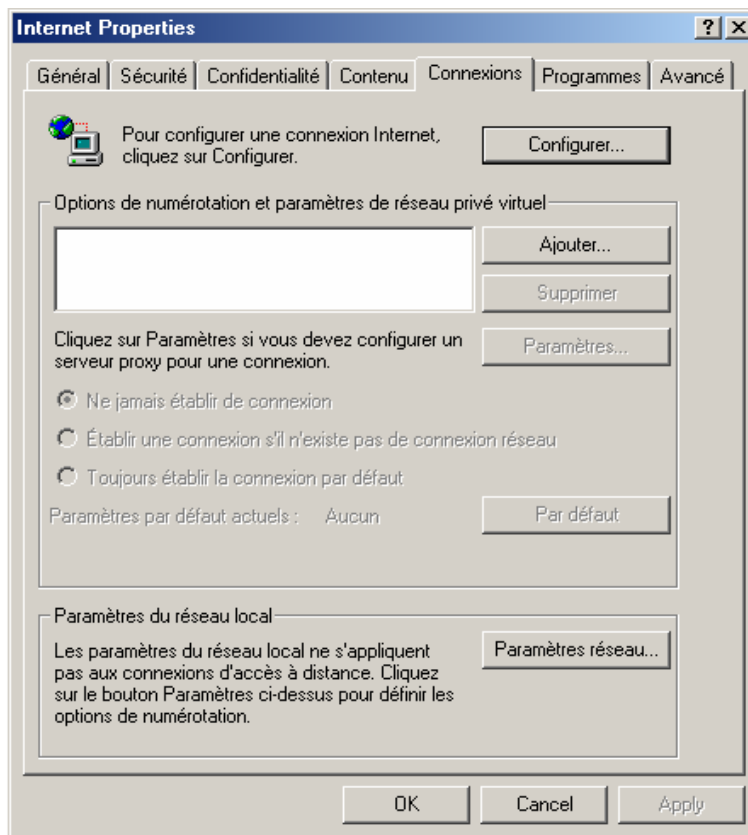 Internet Properties
Général Sécurité Confidentialité Contenu Connexions Programmes Avancé
Pour configurer une connexion Internet,
cliquez sur Configurer.
Configurer...
Options de numérotation et paramètres de réseau privé virtuel
Ajouter...
Supprimer
Cliquez sur Paramètres si vous devez configurer un
serveur proxy pour une connexion.
Paramètres...
Ne jamais établir de connexion
Établir une connexion s'il n'existe pas de connexion réseau
Toujours établir la connexion par défaut
Paramètres par défaut actuels : Aucun
Par défaut
Paramètres du réseau local
Les paramètres du réseau local ne s'appliquent
pas aux connexions d'accès à distance. Cliquez
sur le bouton Paramètres ci-dessus pour définir les
options de numérotation.
Paramètres réseau...
OK Cancel Apply